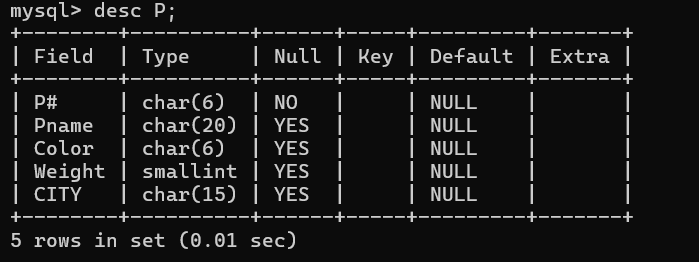 mysql> desc P;
+--------+----------+------+-----+---------+-------+
| Field  | Type     | Null | Key | Default | Extra |
+--------+----------+------+-----+---------+-------+
| P#     | char(6)  | NO   |     | NULL    |       |
| Pname  | char(20) | YES  |     | NULL    |       |
| Color  | char(6)  | YES  |     | NULL    |       |
| Weight | smallint | YES  |     | NULL    |       |
| CITY   | char(15) | YES  |     | NULL    |       |
+--------+----------+------+-----+---------+-------+
5 rows in set (0.01 sec)